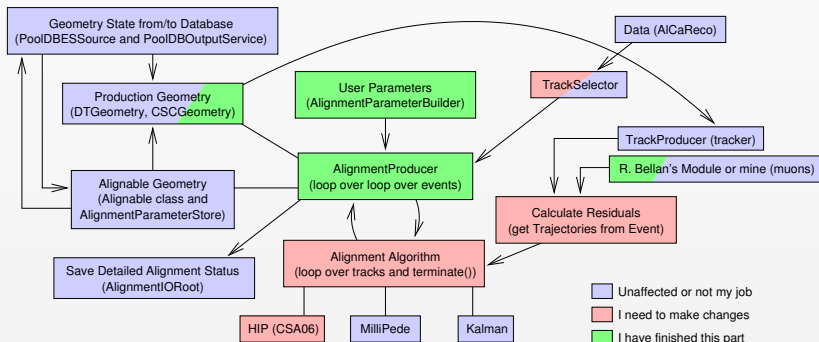 Geometry State from/to Database
(PoolDBESSource and PoolDBOutputService)
Data (AlCaReco)
Production Geometry
(DTGeometry, CSCGeometry)
User Parameters
(AlignmentParameterBuilder)
TrackSelector
TrackProducer (tracker)
AlignmentProducer
(loop over loop over events)
R. Bellan's Module or mine (muons)
Alignable Geometry
(Alignable class and
AlignmentParameterStore)
Calculate Residuals
(get Trajectories from Event)
Alignment Algorithm
(loop over tracks and terminate())
Save Detailed Alignment Status
(AlignmentIORoot)
HIP (CSA06)
MilliPede
Kalman
Unaffected or not my job
I need to make changes
I have finished this part